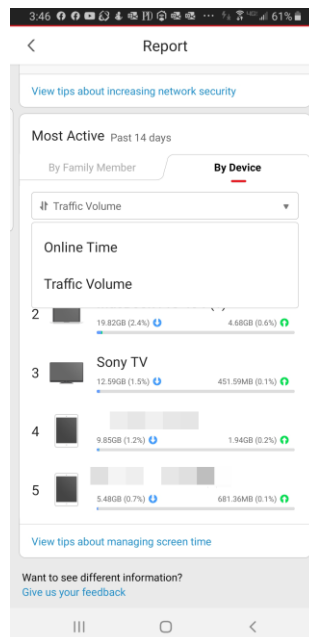 3:46
61%
Report
View tips about increasing network security
Most Active Past 14 days
By Family Member
By Device
Traffic Volume
Online Time
Traffic Volume
2
19.82GB (2.4%)
4.68GB (0.6%)
3
Sony TV
12.59GB (1.5%)
451.59MB (0.1%)
4
9.85GB (1.2%)
1.94GB (0.2%)
5
5.48GB (0.7%)
681.36MB (0.1%)
View tips about managing screen time
Want to see different information?
Give us your feedback